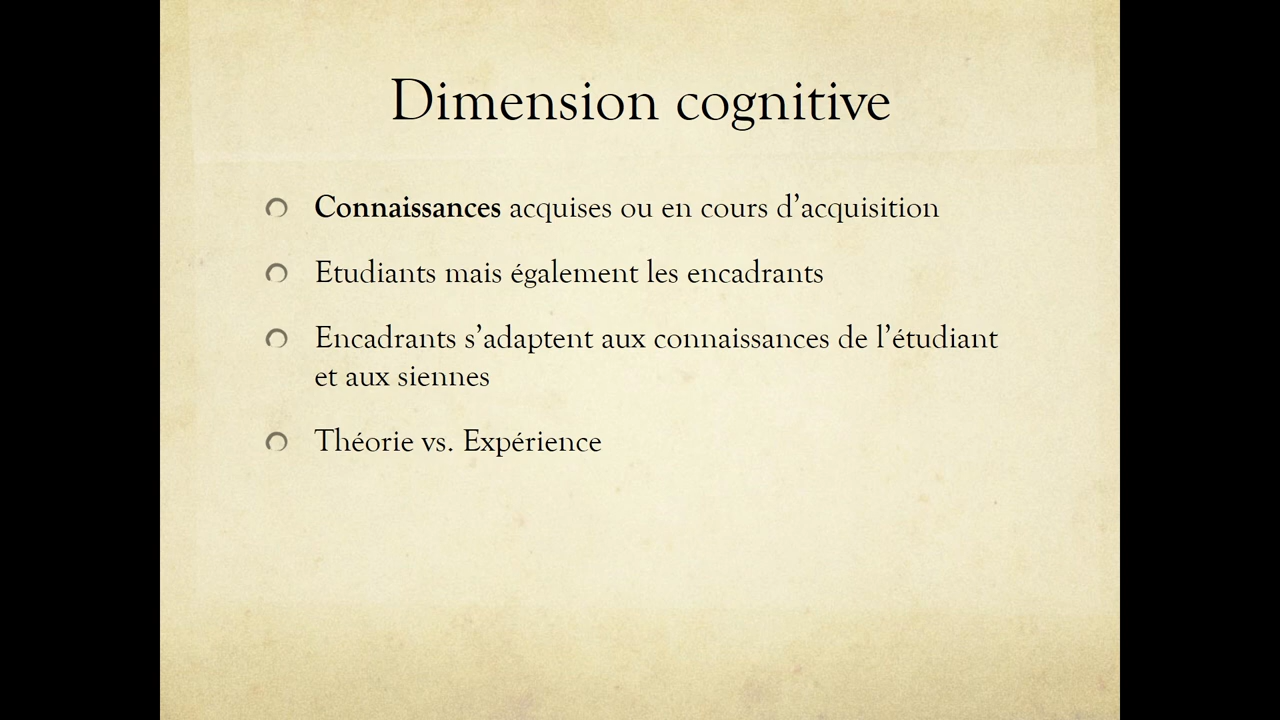 Dimension cognitive
Connaissances acquises ou en cours d’acquisition
Etudiants mais également les encadrants
Encadrants s’adaptent aux connaissances de l’étudiant
et aux siennes
Théorie vs. Expérience